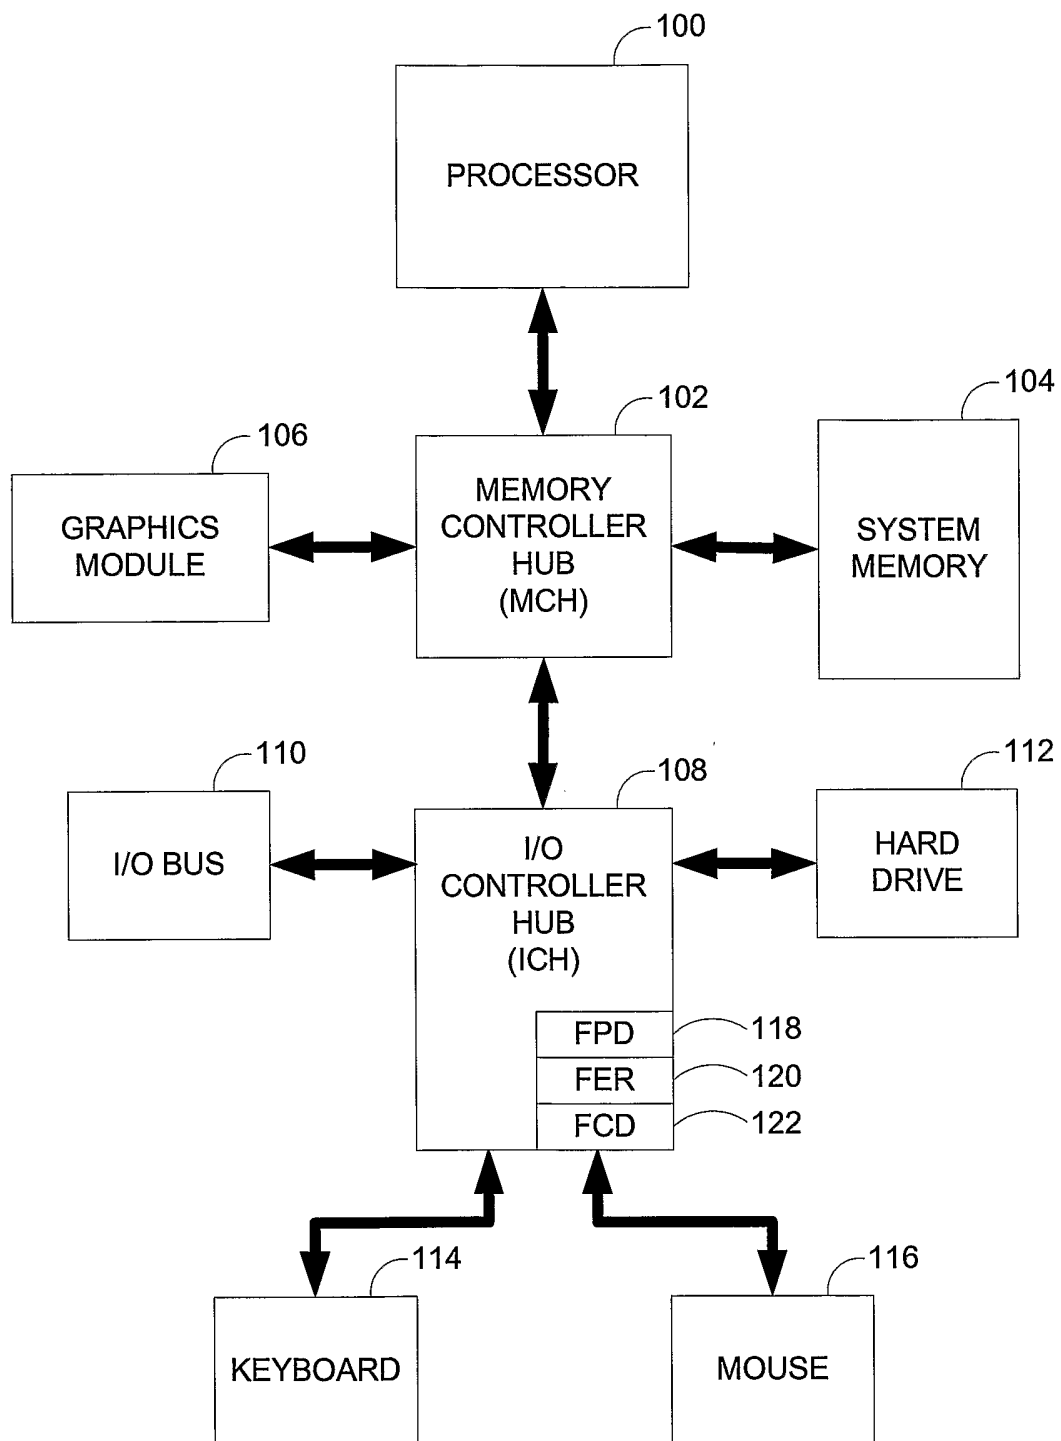 100
PROCESSOR
102
104
106
MEMORY
CONTROLLER
HUB
(MCH)
GRAPHICS
MODULE
SYSTEM
MEMORY
110
108
112
I/O BUS
I/O
CONTROLLER
HUB
(ICH)
HARD
DRIVE
FPD
118
FER
120
FCD
122
114
116
KEYBOARD
MOUSE